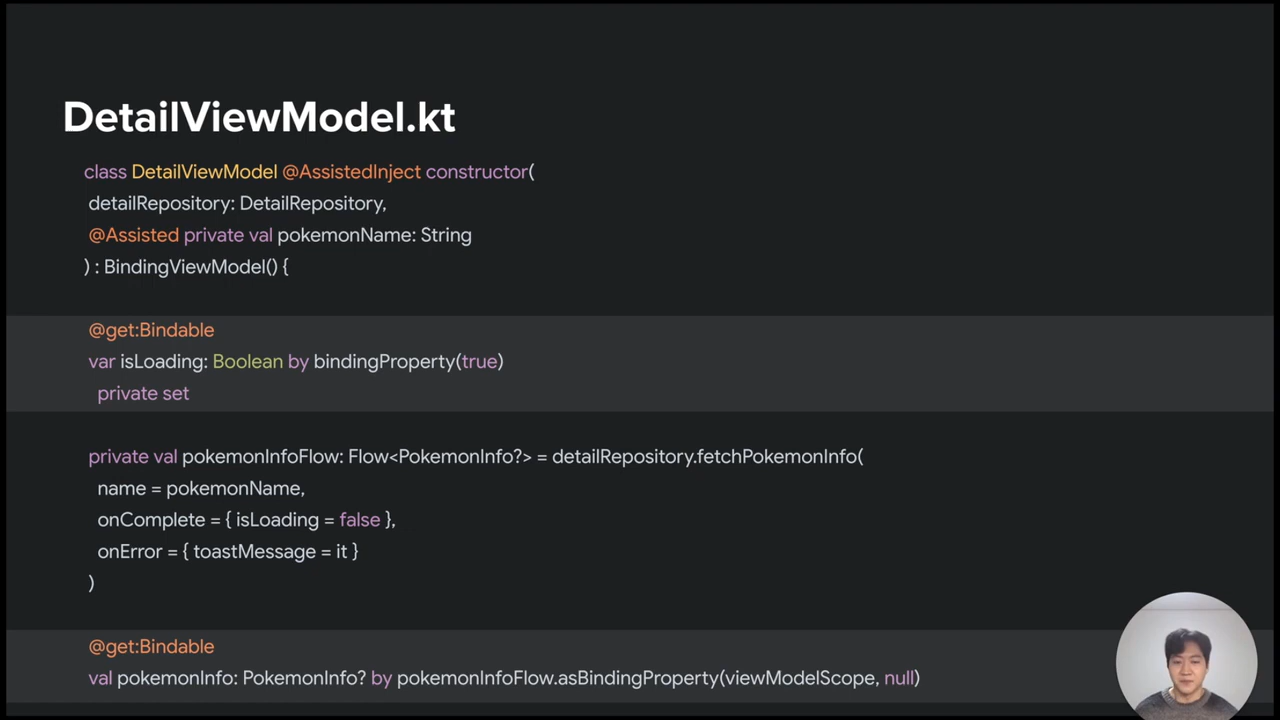 DetailViewModel.kt
class DetailViewModel @AssistedInject constructor(
detailRepository: DetailRepository,
@Assisted private val pokemonName: String
) : BindingViewModel() {
@get:Bindable
var isLoading: Boolean by bindingProperty(true)
private set
private val pokemonInfoFlow: Flow<PokemonInfo?> = detailRepository.fetchPokemonInfo(
name = pokemonName,
onComplete = { isLoading = false },
onError = { toastMessage = it }
)
@get:Bindable
val pokemonInfo: PokemonInfo? by pokemonInfoFlow.asBindingProperty(viewModelScope, null)